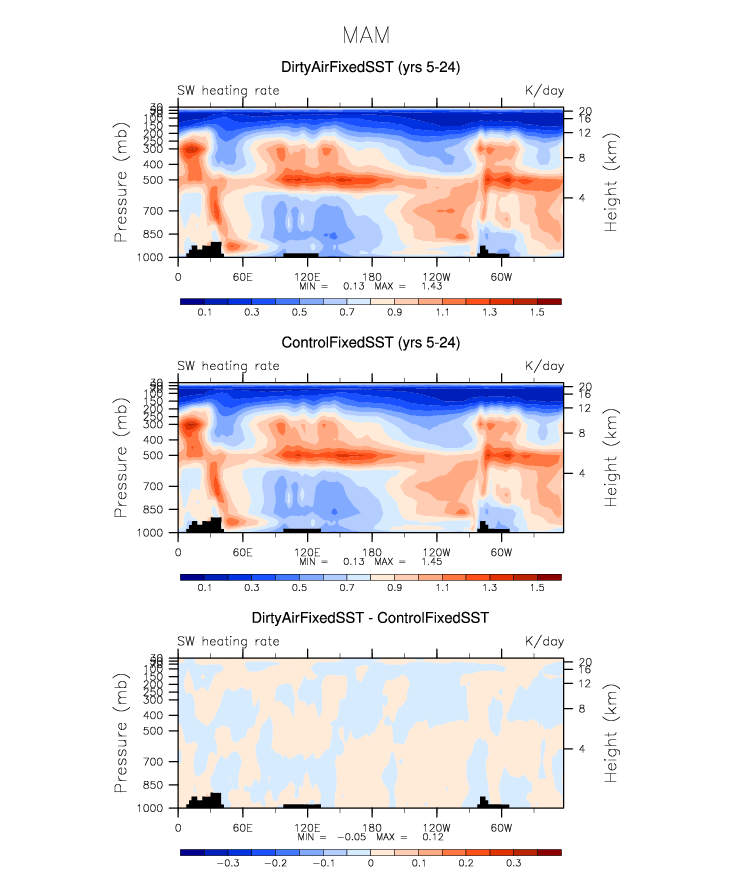 MAM
DirtyAirFixedSST (yrs 5-24)
SW heating rate K/day
Pressure (mb)
30 50 70 100 150 200 250 300 400 500 700 850 1000
20 16 12 8 4
Height (km)
0 60E 120E 180 120W 60W
MIN = 0.13 MAX = 1.43
0.1 0.3 0.5 0.7 0.9 1.1 1.3 1.5
ControlFixedSST (yrs 5-24)
SW heating rate K/day
Pressure (mb)
30 50 70 100 150 200 250 300 400 500 700 850 1000
20 16 12 8 4
Height (km)
0 60E 120E 180 120W 60W
MIN = 0.13 MAX = 1.45
0.1 0.3 0.5 0.7 0.9 1.1 1.3 1.5
DirtyAirFixedSST - ControlFixedSST
SW heating rate K/day
Pressure (mb)
30 50 70 100 150 200 250 300 400 500 700 850 1000
20 16 12 8 4
Height (km)
0 60E 120E 180 120W 60W
MIN = -0.05 MAX = 0.12
-0.3 -0.2 -0.1 0 0.1 0.2 0.3